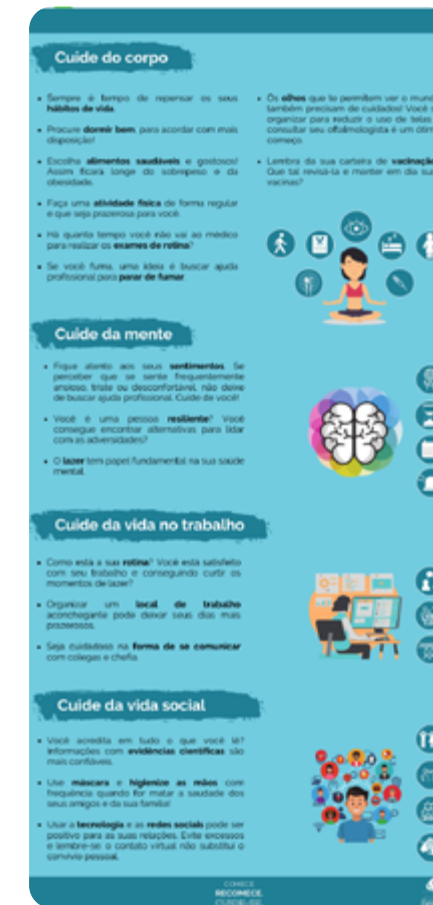 Cuide do corpo
• Sempre é tempo de repensar os seus
hábitos de vida.
• Procure dormir bem, para acordar com mais
disposição!
• Escolha alimentos saudáveis e gostosos!
Assim ficara longe do sobrepeso e da
obesidade.
• Faça uma atividade física de forma regular
e que seja prazerosa para você.
• Há quanto tempo você não vai ao médico
para realizar os exames de rotina?
• Se você fuma, uma ideia é buscar ajuda
profissional para parar de fumar.
• Os olhos que te permitem ver o mundo
também precisam de cuidados! Você
organizar para reduzir o uso de telas
consultar seu oftalmologista é um
começo.
• Lembra da sua carteira de vacinação
Que tal revisá-la e manter em dia
vacinas?
Cuide da mente
• Fique atento aos seus sentimentos. Se
perceber que se sente frequentemente
ansioso, triste ou desconfortável, não deixe
de buscar ajuda profissional. Cuide de você!
• Você é uma pessoa resiliente? Você
consegue encontrar alternativas para lidar
com as adversidades?
• O lazer tem papel fundamental na sua saúde
mental.
Cuide da vida no trabalho
• Como está a sua rotina? Você está satisfeito
com seu trabalho e conseguindo curtir os
momentos de lazer?
• Organizar um local de trabalho
aconchegante pode deixar seus dias mais
prazerosos.
• Seja cuidadoso na forma de se comunicar
com colegas e chefia.
Cuide da vida social
• Você acredita em tudo o que você lê?
Informações com evidências científicas são
mais confiáveis.
• Use máscara e higienize as mãos com
frequência quando for matar a saudade dos
seus amigos e da sua família!
• Usar a tecnologia e as redes sociais pode ser
positivo para as suas relações. Evite excessos
e lembre-se: o contato virtual não substitui o
convívio pessoal.
COMECE,
RECOMECE,
CUIDE-SE